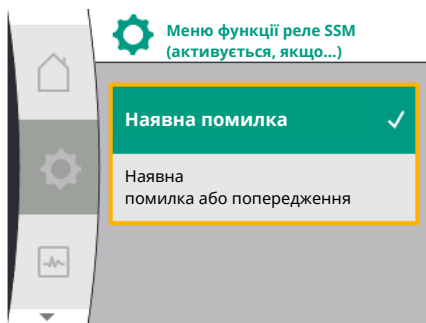 Меню функції реле SSM
(активується, якщо...)
Наявна помилка
Наявна
помилка або попередження